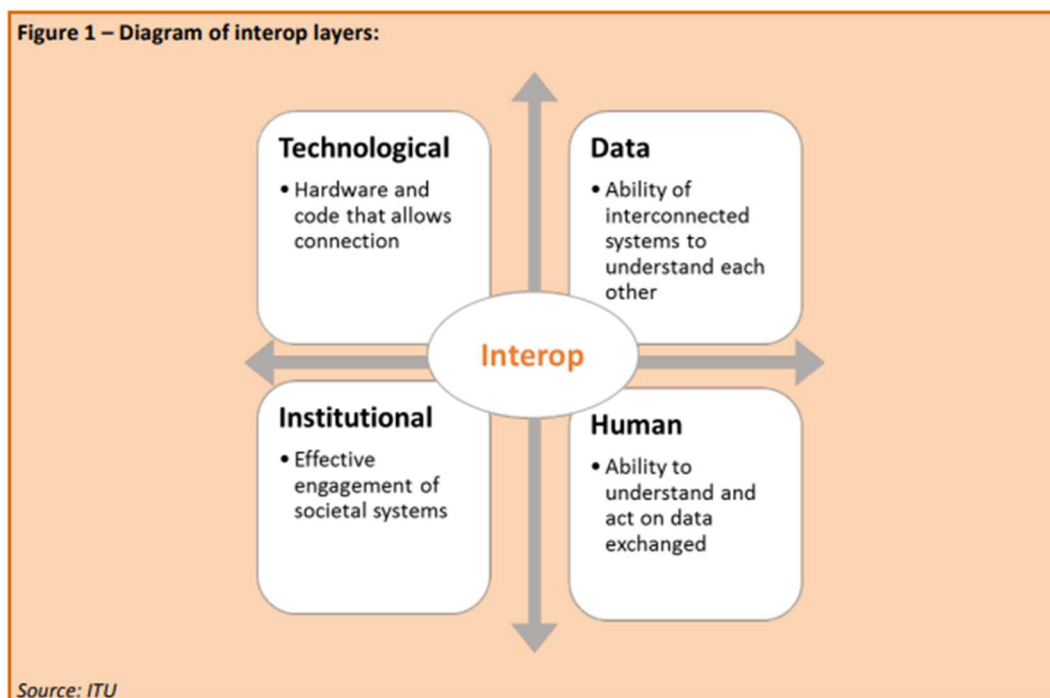 Figure 1 – Diagram of interop layers:
Technological
• Hardware and
code that allows
connection
Data
• Ability of
interconnected
systems to
understand each
other
Interop
Institutional
• Effective
engagement of
societal systems
Human
• Ability to
understand and
act on data
exchanged
Source: ITU